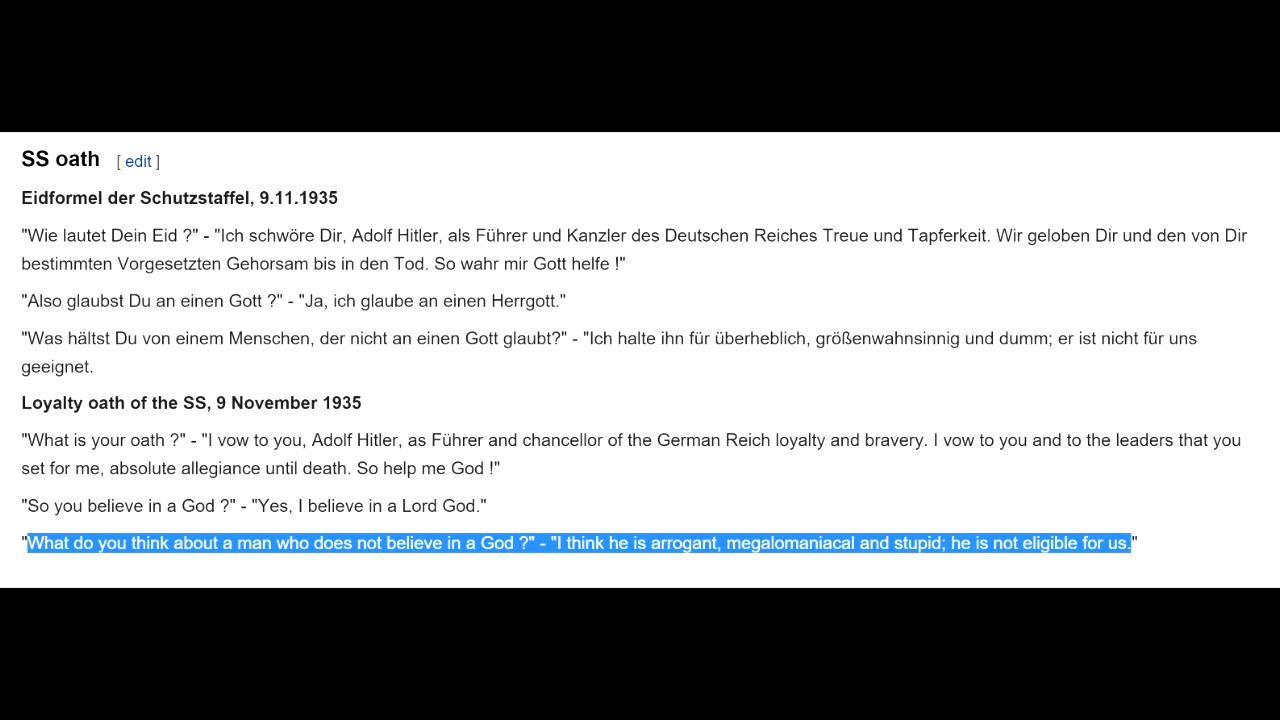 SS oath [ edit ]
Eidformel der Schutzstaffel, 9.11.1935
"Wie lautet Dein Eid ?" - "Ich schwöre Dir, Adolf Hitler, als Führer und Kanzler des Deutschen Reiches Treue und Tapferkeit. Wir geloben Dir und den von Dir
bestimmten Vorgesetzten Gehorsam bis in den Tod. So wahr mir Gott helfe !"
"Also glaubst Du an einen Gott ?" - "Ja, ich glaube an einen Herrgott."
"Was hältst Du von einem Menschen, der nicht an einen Gott glaubt?" - "Ich halte ihn für überheblich, größenwahnsinnig und dumm; er ist nicht für uns
geeignet.
Loyalty oath of the SS, 9 November 1935
"What is your oath ?" - "I vow to you, Adolf Hitler, as Führer and chancellor of the German Reich loyalty and bravery. I vow to you and to the leaders that you
set for me, absolute allegiance until death. So help me God !"
"So you believe in a God ?" - "Yes, I believe in a Lord God."
"What do you think about a man who does not believe in a God ?" - "I think he is arrogant, megalomaniacal and stupid; he is not eligible for us."